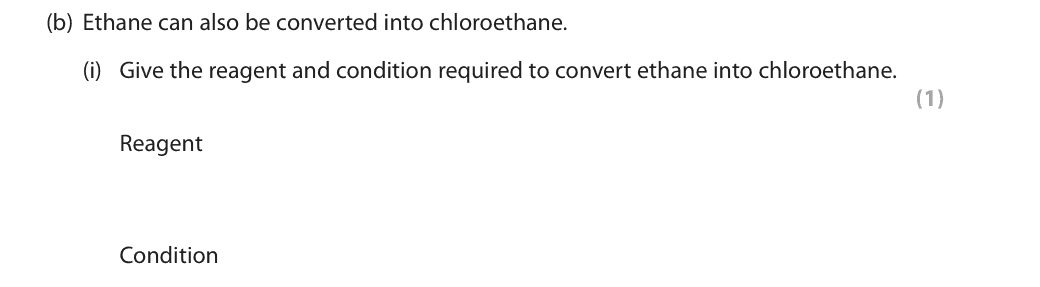 (b) Ethane can also be converted into chloroethane.
(i) Give the reagent and condition required to convert ethane into chloroethane.
(1)
Reagent
Condition